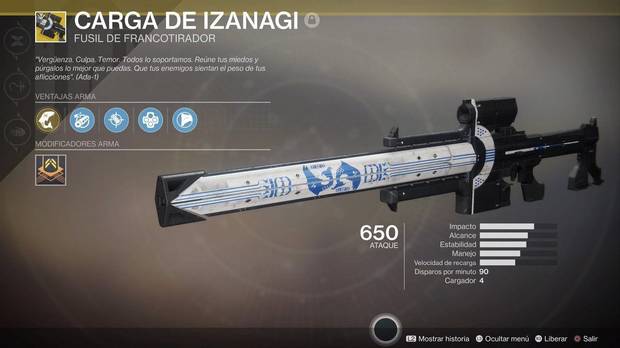 CARGA DE IZANAGI
FUSIL DE FRANCOTIRADOR
"Vergüenza. Culpa. Temor. Todos lo soportamos. Reúne tus miedos y
púrgalos lo mejor que puedas. Que tus enemigos sientan el peso de tus
aflicciones". (Ada-1)
VENTAJAS ARMA
MODIFICADORES ARMA
650
ATAQUE
Impacto
Alcance
Estabilidad
Manejo
Velocidad de recarga
Disparos por minuto 90
Cargador 4
L2 Mostrar historia
Ocultar menú
Liberar
Salir